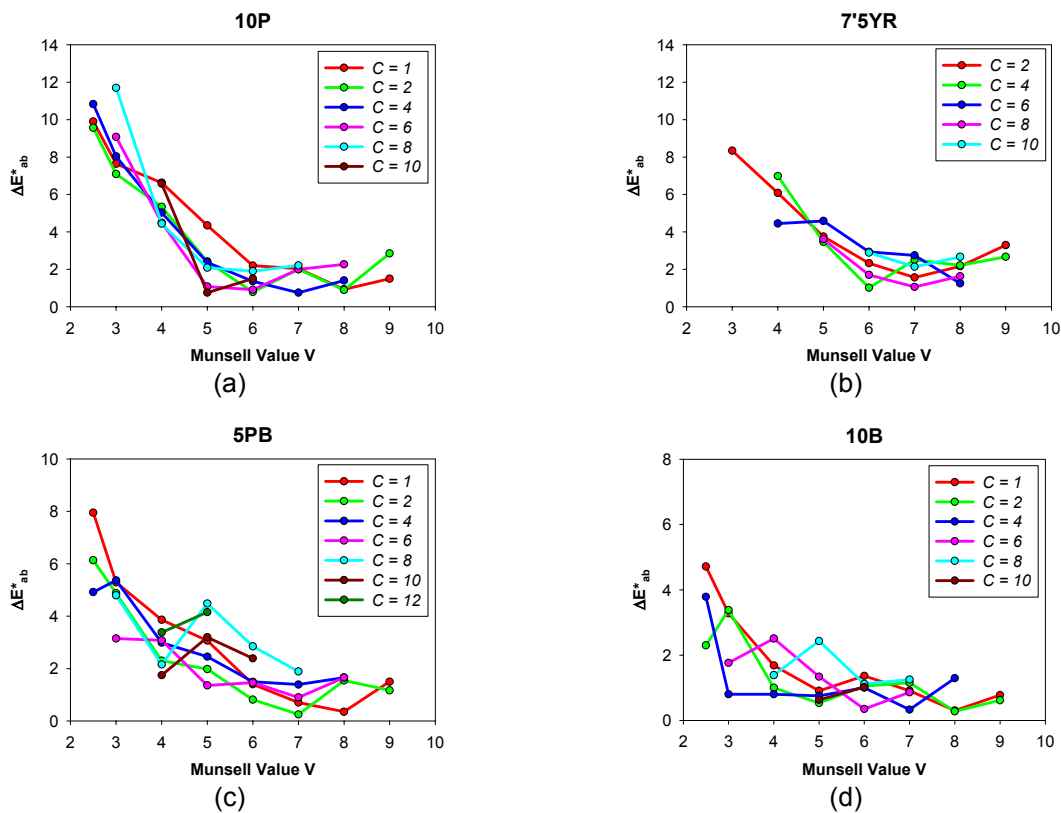 10P
14
12
10
8
6
4
2
0
ΔE*ab
C = 1
C = 2
C = 4
C = 6
C = 8
C = 10
2 3 4 5 6 7 8 9 10
Munsell Value V
(a)
7'5YR
14
12
10
8
6
4
2
0
ΔE*ab
C = 2
C = 4
C = 6
C = 8
C = 10
2 3 4 5 6 7 8 9 10
Munsell Value V
(b)
5PB
10
8
6
4
2
0
ΔE*ab
C = 1
C = 2
C = 4
C = 6
C = 8
C = 10
C = 12
2 3 4 5 6 7 8 9 10
Munsell Value V
(c)
10B
8
6
4
2
0
ΔE*ab
C = 1
C = 2
C = 4
C = 6
C = 8
C = 10
2 3 4 5 6 7 8 9 10
Munsell Value V
(d)